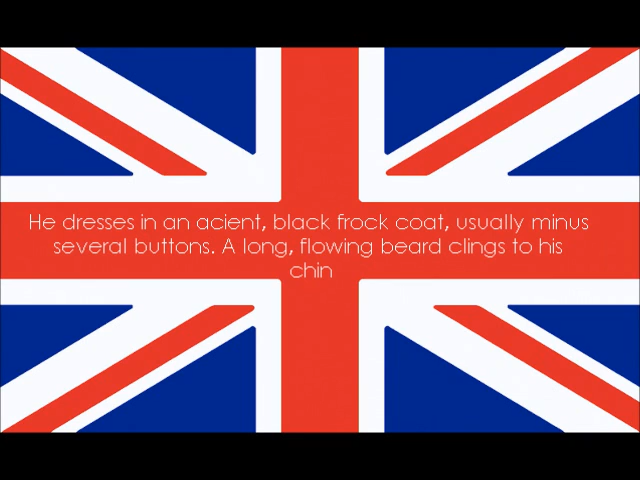 He dresses in an acient, black frock coat, usually minus
several buttons. A long, flowing beard clings to his
chin